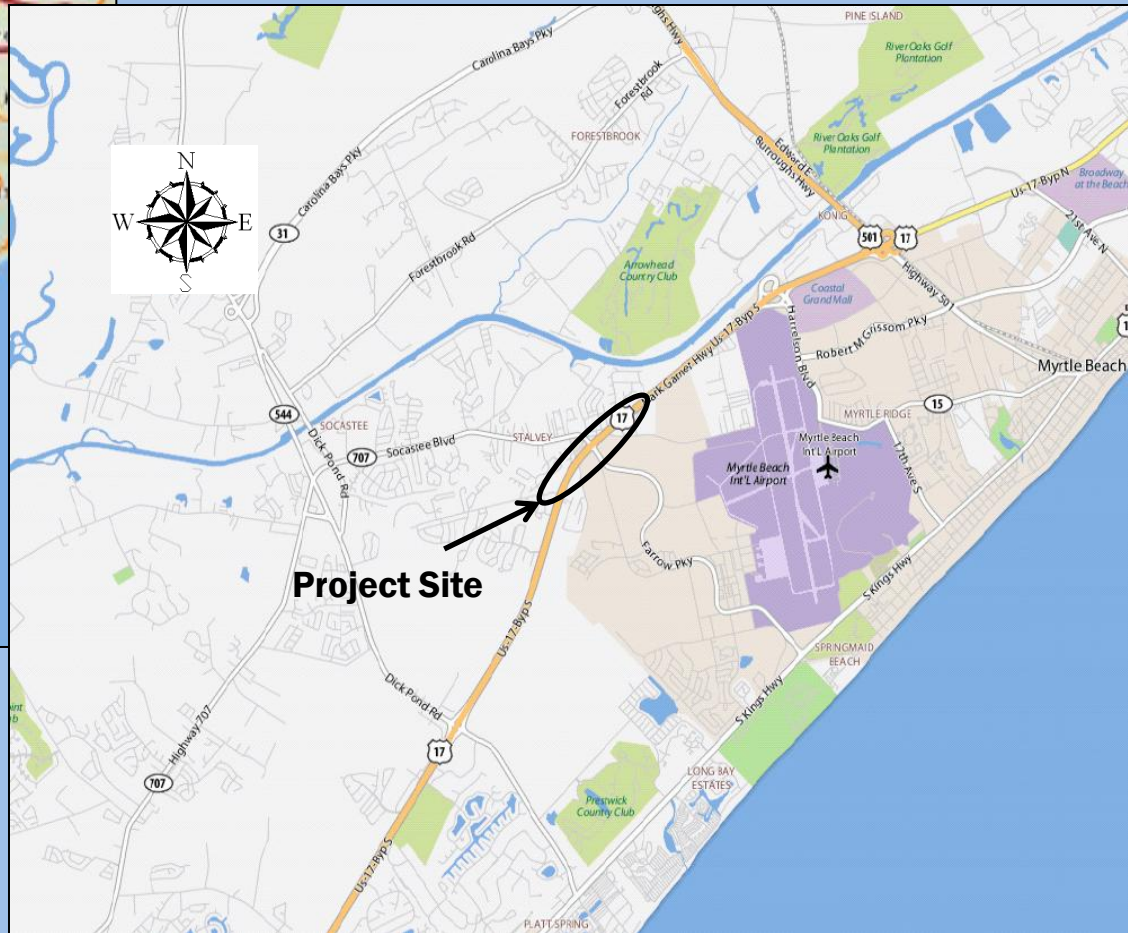 PINE ISLAND
River Oaks Golf
Plantation
Carolina Bays Pky
Forestbrook
Rd
FORESTBROOK
River Oaks Golf
Plantation
Edward E
Burroughs Hwy
N
W
E
S
Carolina Bays Pky
31
Forestbrook Rd
Us-17-Byp N
Broadway
at the Beach
KONIG
501
17
21st Ave N
Arrowhead
Country Club
Coastal
Grand Mall
Highway 501
Harrelson Blvd
Robert M Grissom Pky
Myrtle Beach
Us-17-Byp S
544
SOCASTEE
Dick Pond Rd
707
Socastee Blvd
STALVEY
17
15
MYRTLE RIDGE
Myrtle Beach
Int'L Airport
Myrtle Beach
Int'L Airport
17th Ave S
Farrow Pky
Project Site
S Kings Hwy
Us-17-Byp S
SPRINGMAID
BEACH
Dick Pond Rd
S Kings Hwy
Highway 707
17
707
LONG BAY
ESTATES
Prestwick
Country Club
Us-17-Byp S
PLATT SPRING